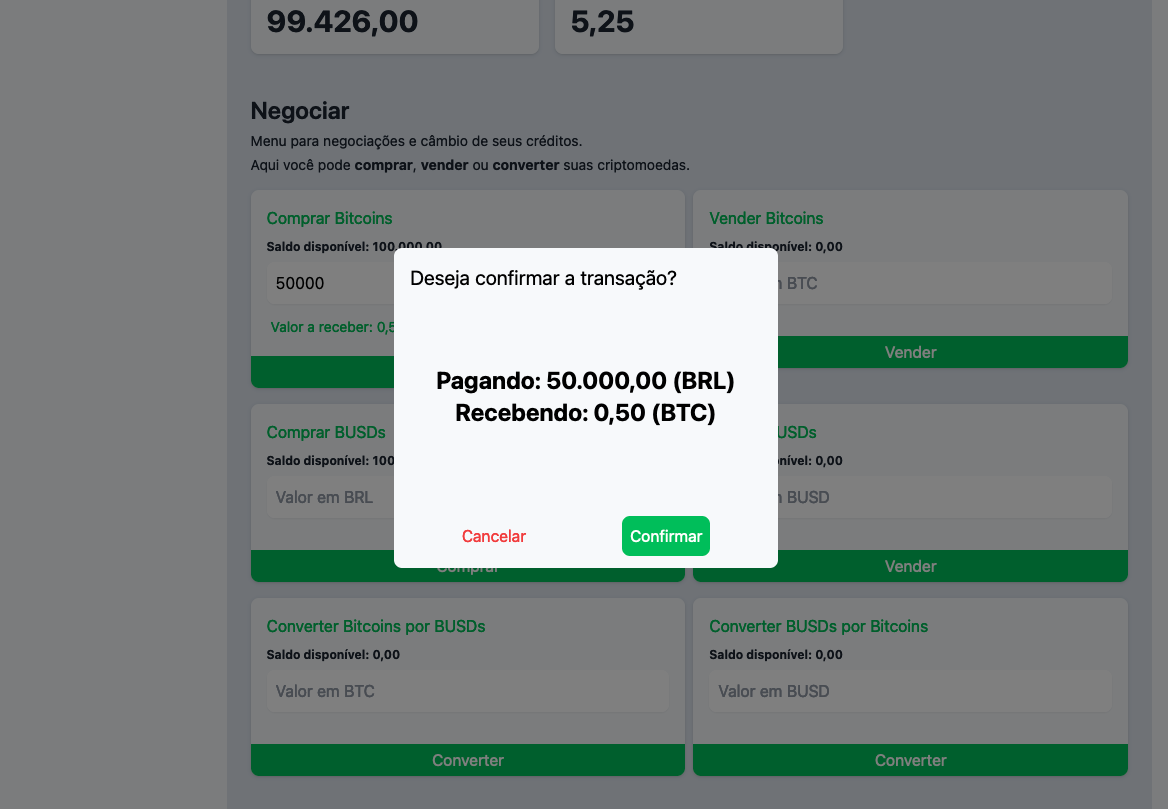 99.426,00
5,25
Negociar
Menu para negociações e câmbio de seus créditos.
Aqui você pode comprar, vender ou converter suas criptomoedas.
Comprar Bitcoins
Saldo disponível: 100.000,00
50000
Valor a receber: 0,5
Vender Bitcoins
Saldo disponível: 0,00
BTC
Vender
Deseja confirmar a transação?
Pagando: 50.000,00 (BRL)
Recebendo: 0,50 (BTC)
Cancelar
Confirmar
Comprar BUSDs
Saldo disponível: 100
Valor em BRL
Comprar
USDs
nível: 0,00
BUSD
Vender
Converter Bitcoins por BUSDs
Saldo disponível: 0,00
Valor em BTC
Converter
Converter BUSDs por Bitcoins
Saldo disponível: 0,00
Valor em BUSD
Converter